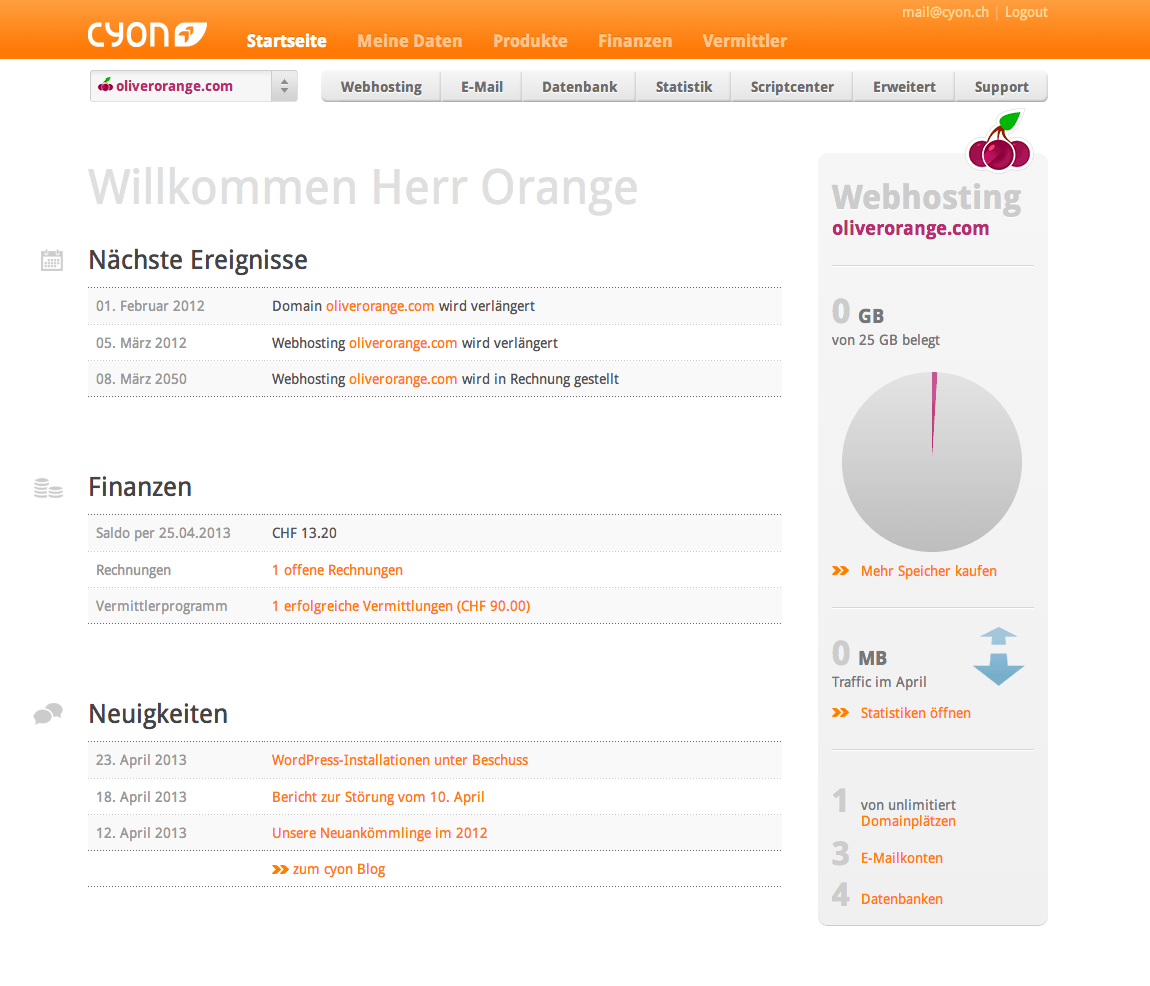 mail@cyon.ch | Logout
cyon
Startseite Meine Daten Produkte Finanzen Vermittler
oliverorange.com
Webhosting E-Mail Datenbank Statistik Scriptcenter Erweitert Support
Willkommen Herr Orange
Nächste Ereignisse
01. Februar 2012 Domain oliverorange.com wird verlängert
05. März 2012 Webhosting oliverorange.com wird verlängert
08. März 2050 Webhosting oliverorange.com wird in Rechnung gestellt
Finanzen
Saldo per 25.04.2013 CHF 13.20
Rechnungen 1 offene Rechnungen
Vermittlerprogramm 1 erfolgreiche Vermittlungen (CHF 90.00)
Neuigkeiten
23. April 2013 WordPress-Installationen unter Beschuss
18. April 2013 Bericht zur Störung vom 10. April
12. April 2013 Unsere Neuankömmlinge im 2012
zum cyon Blog
Webhosting
oliverorange.com
0 GB
von 25 GB belegt
Mehr Speicher kaufen
0 MB
Traffic im April
Statistiken öffnen
1 von unlimitiert
Domainplätzen
3 E-Mailkonten
4 Datenbanken